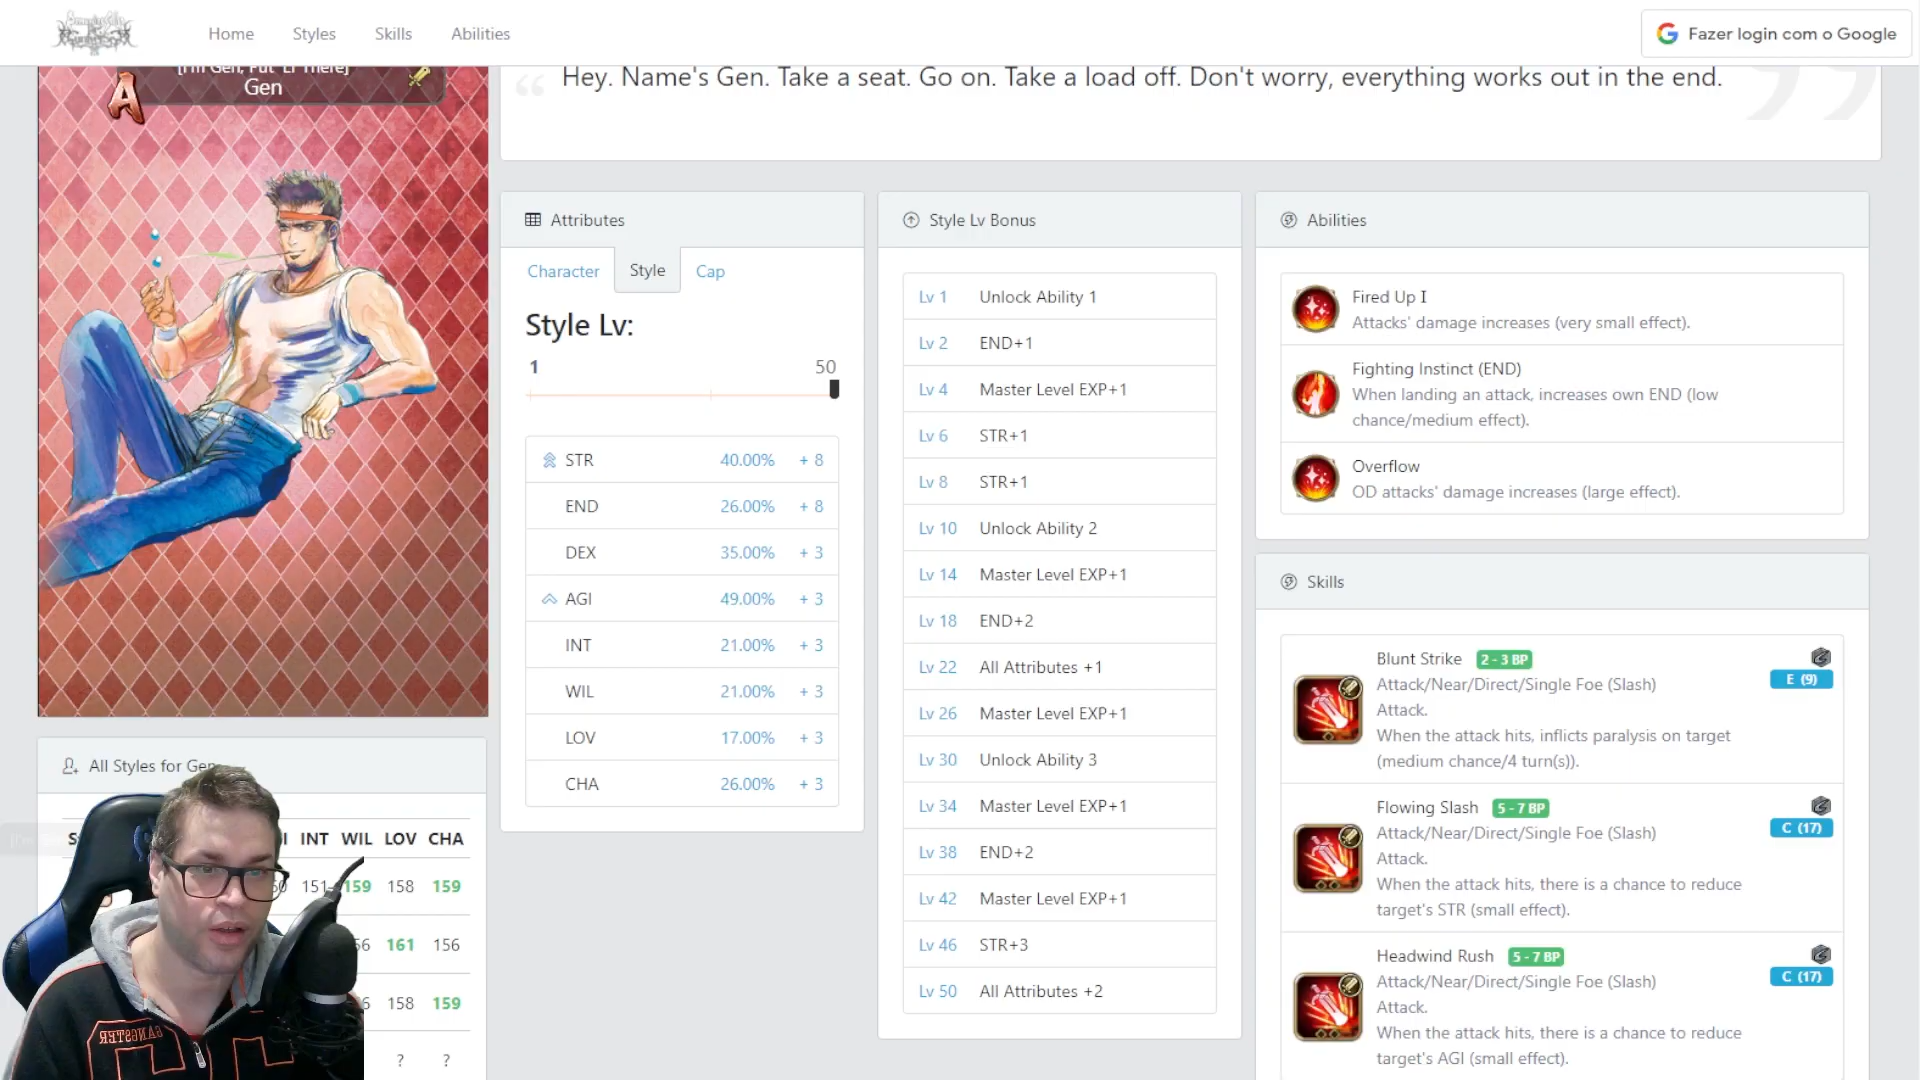 Home
Styles
Skills
Abilities
Fazer login com o Google
A
Gen
Hey. Name's Gen. Take a seat. Go on. Take a load off. Don't worry, everything works out in the end.
Attributes
Character
Style
Cap
Style Lv:
1
50
STR 40.00% + 8
END 26.00% + 8
DEX 35.00% + 3
AGI 49.00% + 3
INT 21.00% + 3
WIL 21.00% + 3
LOV 17.00% + 3
CHA 26.00% + 3
Style Lv Bonus
Lv 1 Unlock Ability 1
Lv 2 END+1
Lv 4 Master Level EXP+1
Lv 6 STR+1
Lv 8 STR+1
Lv 10 Unlock Ability 2
Lv 14 Master Level EXP+1
Lv 18 END+2
Lv 22 All Attributes +1
Lv 26 Master Level EXP+1
Lv 30 Unlock Ability 3
Lv 34 Master Level EXP+1
Lv 38 END+2
Lv 42 Master Level EXP+1
Lv 46 STR+3
Lv 50 All Attributes +2
Abilities
Fired Up I
Attacks' damage increases (very small effect).
Fighting Instinct (END)
When landing an attack, increases own END (low
chance/medium effect).
Overflow
OD attacks' damage increases (large effect).
Skills
Blunt Strike 2 - 3 BP
E (9)
Attack/Near/Direct/Single Foe (Slash)
Attack.
When the attack hits, inflicts paralysis on target
(medium chance/4 turn(s)).
Flowing Slash 5 - 7 BP
C (17)
Attack/Near/Direct/Single Foe (Slash)
Attack.
When the attack hits, there is a chance to reduce
target's STR (small effect).
Headwind Rush 5 - 7 BP
C (17)
Attack/Near/Direct/Single Foe (Slash)
Attack.
When the attack hits, there is a chance to reduce
target's AGI (small effect).
All Styles for Gen
INT WIL LOV CHA
151 159 158 159
161 156
158 159
? ?